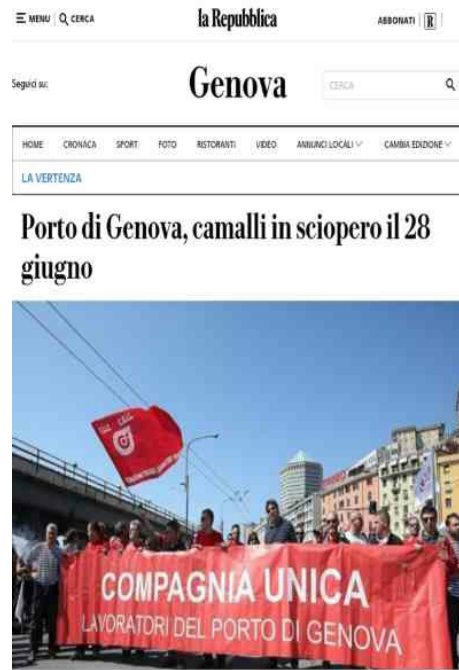 MENU CERCA la Repubblica ABBONATI R
Seguici su: Genova CERCA
HOME CRONACA SPORT FOTO RISTORANTI VIDEO ANNUNCI LOCALI CAMBIA EDIZIONE
LA VERTENZA
Porto di Genova, camalli in sciopero il 28
giugno
COMPAGNIA UNICA
LAVORATORI DEL PORTO DI GENOVA